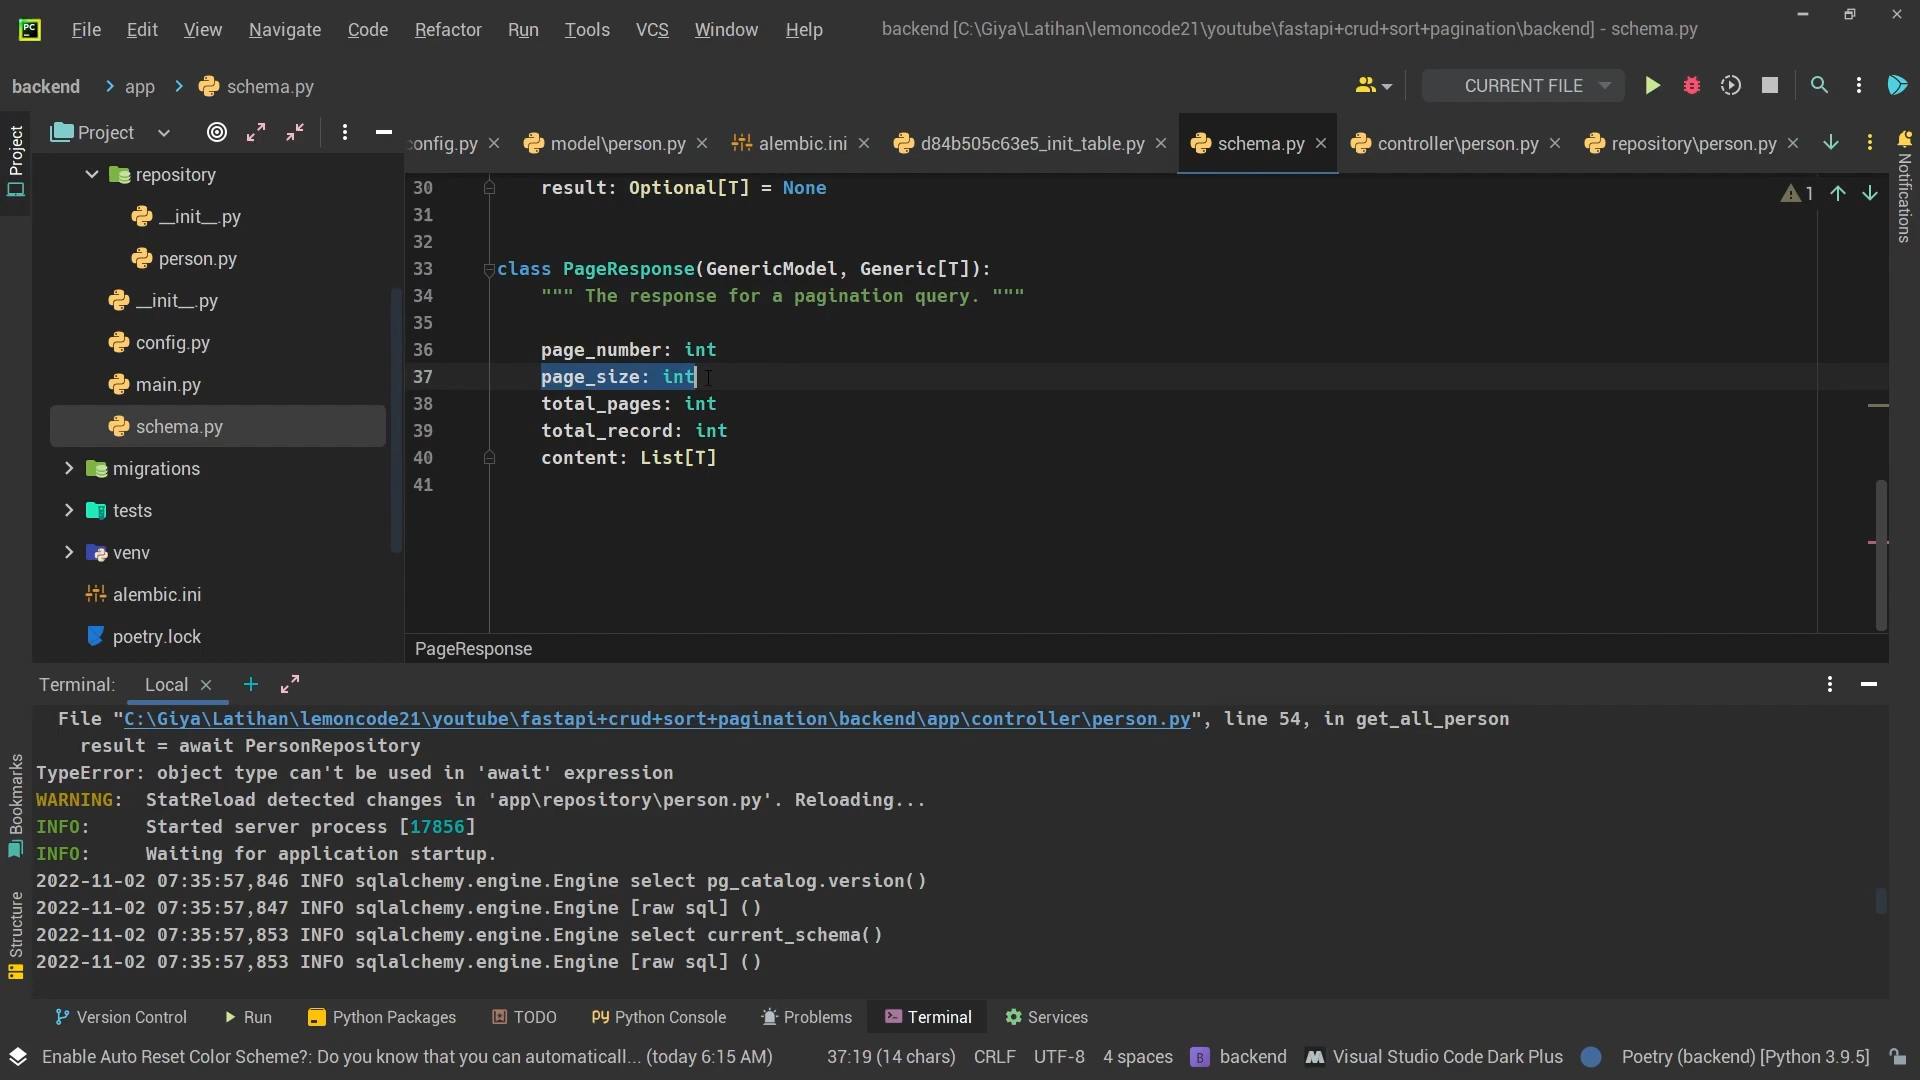 File Edit View Navigate Code Refactor Run Tools VCS Window Help backend [C:\Giya\Latihan\lemoncode21\youtube\fastapi+crud+sort+pagination\backend] - schema.py
backend app schema.py CURRENT FILE
Project
Project
onfig.py model\person.py alembic.ini d84b505c63e5_init_table.py schema.py controller\person.py repository\person.py
Notifications
repository
__init__.py
person.py
__init__.py
config.py
main.py
schema.py
migrations
tests
venv
alembic.ini
poetry.lock
1
30 result: Optional[T] = None
31
32
33 class PageResponse(GenericModel, Generic[T]):
34 """ The response for a pagination query. """
35
36 page_number: int
37 page_size: int
38 total_pages: int
39 total_record: int
40 content: List[T]
41
PageResponse
Terminal: Local
File "C:\Giya\Latihan\lemoncode21\youtube\fastapi+crud+sort+pagination\backend\app\controller\person.py", line 54, in get_all_person
result = await PersonRepository
TypeError: object type can't be used in 'await' expression
WARNING: StatReload detected changes in 'app\repository\person.py'. Reloading...
INFO: Started server process [17856]
INFO: Waiting for application startup.
2022-11-02 07:35:57,846 INFO sqlalchemy.engine.Engine select pg_catalog.version()
2022-11-02 07:35:57,847 INFO sqlalchemy.engine.Engine [raw sql] ()
2022-11-02 07:35:57,853 INFO sqlalchemy.engine.Engine select current_schema()
2022-11-02 07:35:57,853 INFO sqlalchemy.engine.Engine [raw sql] ()
Bookmarks
Structure
Version Control Run Python Packages TODO Python Console Problems Terminal Services
Enable Auto Reset Color Scheme?: Do you know that you can automaticall... (today 6:15 AM) 37:19 (14 chars) CRLF UTF-8 4 spaces B backend Visual Studio Code Dark Plus Poetry (backend) [Python 3.9.5]